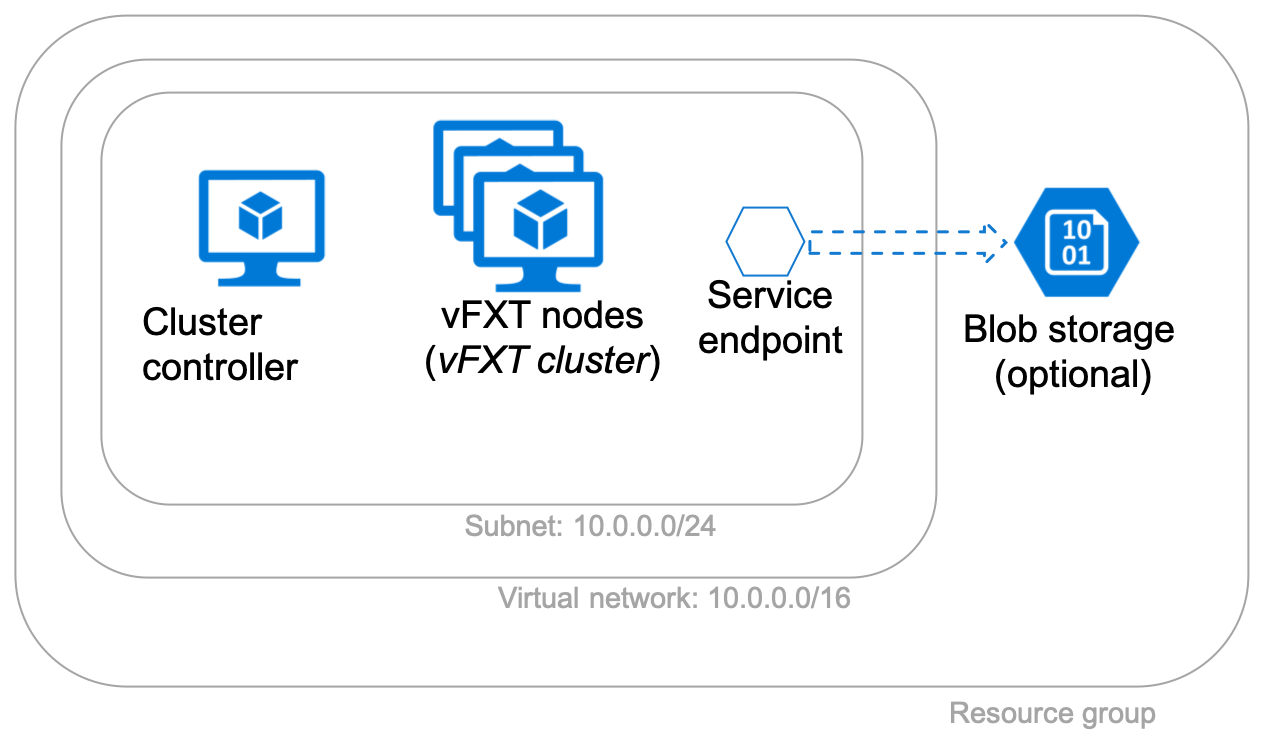 10
01
Cluster
controller
vFXT nodes
(vFXT cluster)
Service
endpoint
Blob storage
(optional)
Subnet: 10.0.0.0/24
Virtual network: 10.0.0.0/16
Resource group